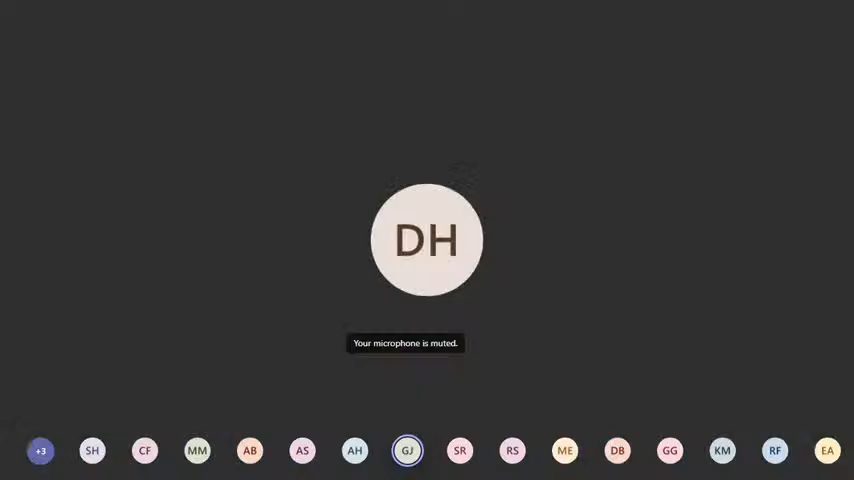 DH
Your microphone is muted.
+3 SH CF MM AB AS AH GJ SR RS ME DB GG KM RF EA